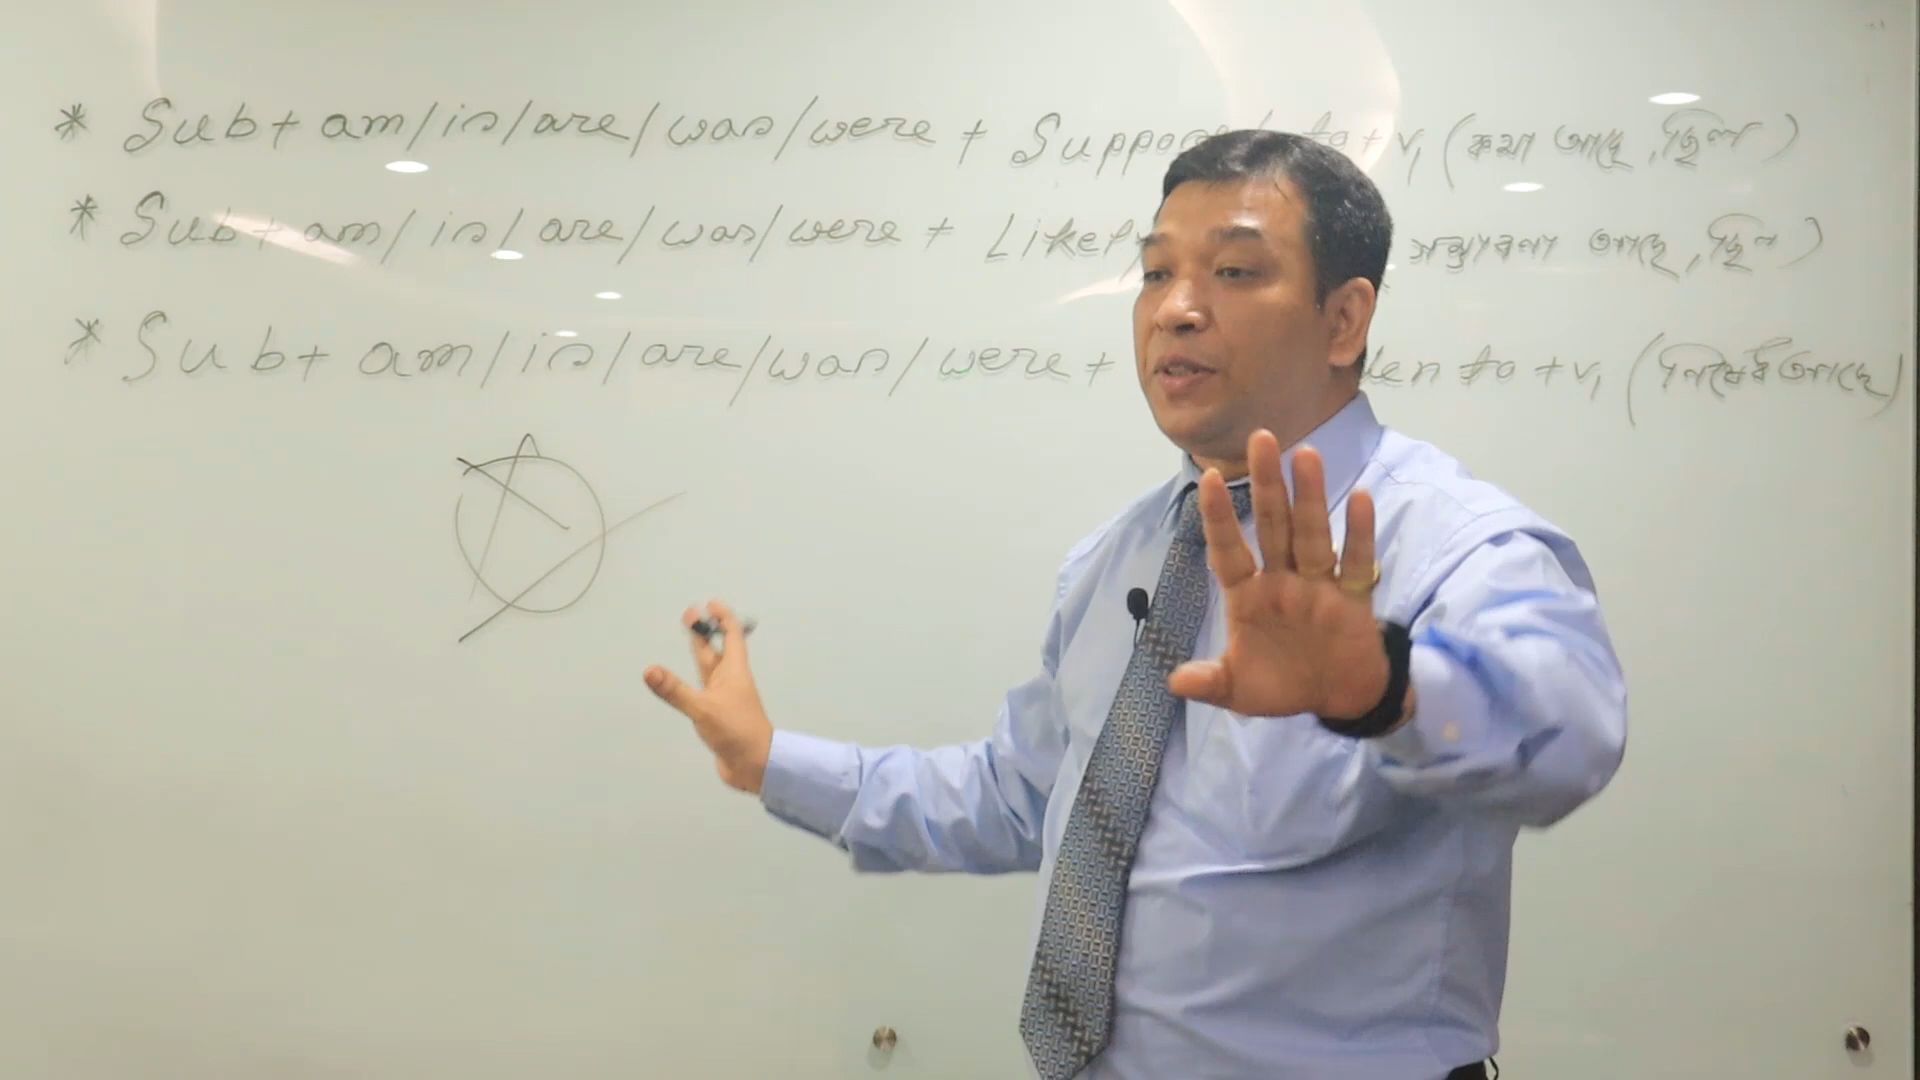 * Sub + am/is/are/was/were + Suppo to + V₁ (কথা আছে, ছিল)
* Sub + am/is/are/was/were + Likely সম্ভাবনা আছে, ছিল)
* Sub + am/is/are/was/were + den to + V₁ (নিষেধ আছে)